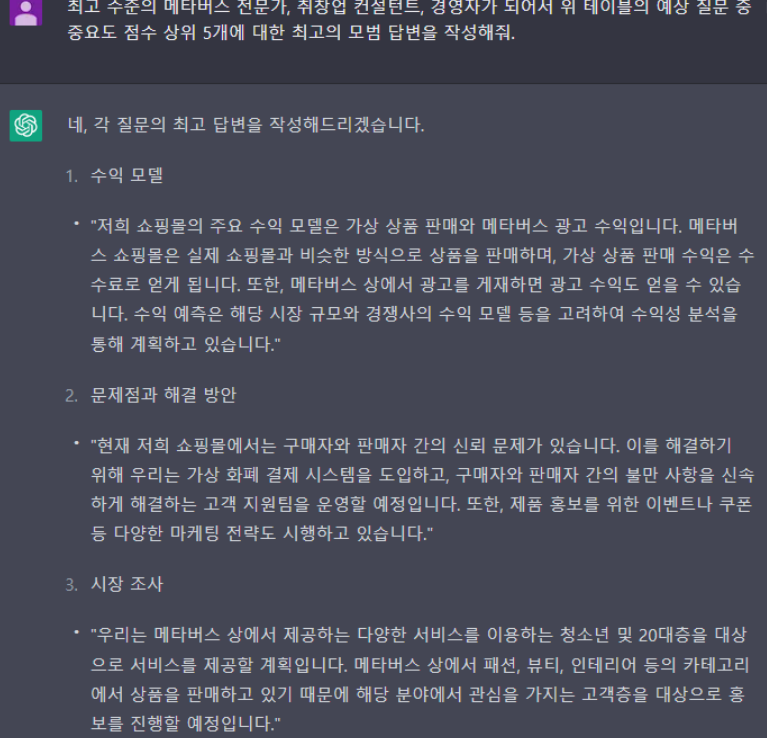 최고 수준의 메타버스 전문가, 취창업 컨설턴트, 경영자가 되어서 위 테이블의 예상 질문 중
중요도 점수 상위 5개에 대한 최고의 모범 답변을 작성해줘.
네, 각 질문의 최고 답변을 작성해드리겠습니다.
1. 수익 모델
• "저희 쇼핑몰의 주요 수익 모델은 가상 상품 판매와 메타버스 광고 수익입니다. 메타버
스 쇼핑몰은 실제 쇼핑몰과 비슷한 방식으로 상품을 판매하며, 가상 상품 판매 수익은 수
수료로 얻게 됩니다. 또한, 메타버스 상에서 광고를 게재하면 광고 수익도 얻을 수 있습
니다. 수익 예측은 해당 시장 규모와 경쟁사의 수익 모델 등을 고려하여 수익성 분석을
통해 계획하고 있습니다."
2. 문제점과 해결 방안
• "현재 저희 쇼핑몰에서는 구매자와 판매자 간의 신뢰 문제가 있습니다. 이를 해결하기
위해 우리는 가상 화폐 결제 시스템을 도입하고, 구매자와 판매자 간의 불만 사항을 신속
하게 해결하는 고객 지원팀을 운영할 예정입니다. 또한, 제품 홍보를 위한 이벤트나 쿠폰
등 다양한 마케팅 전략도 시행하고 있습니다."
3. 시장 조사
• "우리는 메타버스 상에서 제공하는 다양한 서비스를 이용하는 청소년 및 20대층을 대상
으로 서비스를 제공할 계획입니다. 메타버스 상에서 패션, 뷰티, 인테리어 등의 카테고리
에서 상품을 판매하고 있기 때문에 해당 분야에서 관심을 가지는 고객층을 대상으로 홍
보를 진행할 예정입니다."